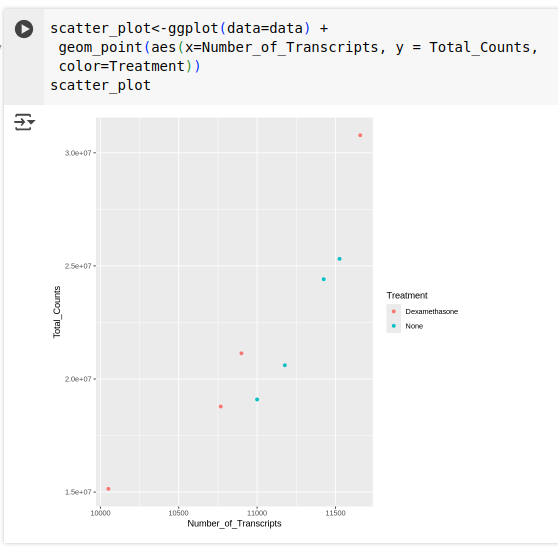 scatter_plot<-ggplot(data=data) +
geom_point(aes(x=Number_of_Transcripts, y = Total_Counts,
color=Treatment))
scatter_plot
3.0e+07
2.5e+07
2.0e+07
1.5e+07
Total_Counts
10000 10500 11000 11500
Number_of_Transcripts
Treatment
Dexamethasone
None